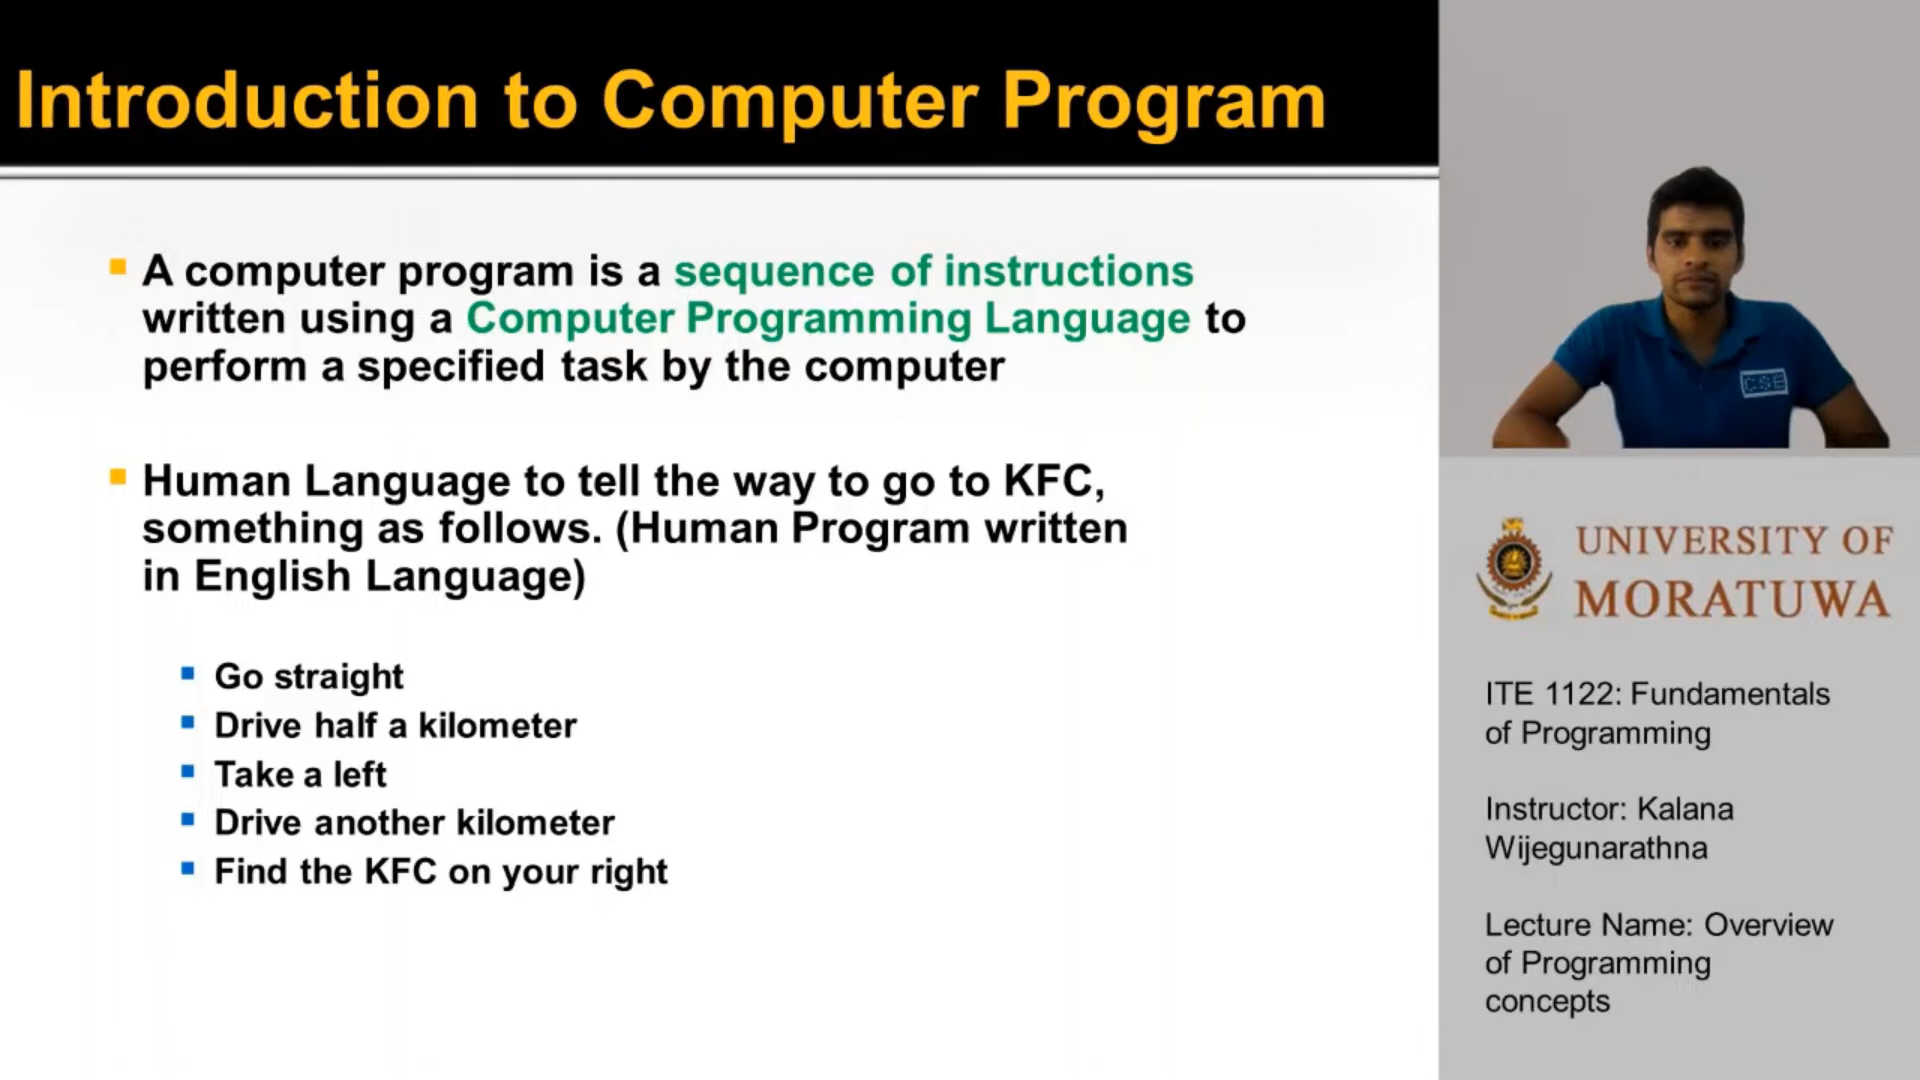 Introduction to Computer Program
A computer program is a sequence of instructions
written using a Computer Programming Language to
perform a specified task by the computer
Human Language to tell the way to go to KFC,
something as follows. (Human Program written
in English Language)
Go straight
Drive half a kilometer
Take a left
Drive another kilometer
Find the KFC on your right
CSE
UNIVERSITY OF
MORATUWA
ITE 1122: Fundamentals
of Programming
Instructor: Kalana
Wijegunarathna
Lecture Name: Overview
of Programming
concepts